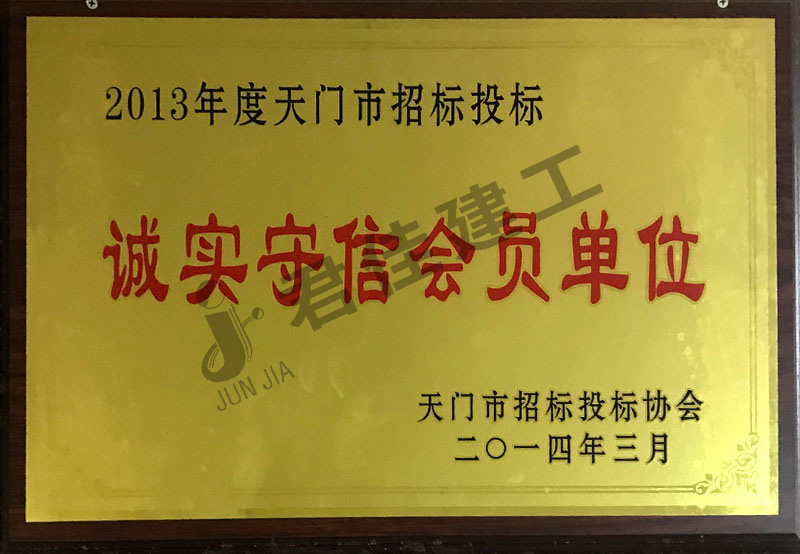 2013年度天门市招标投标
诚实守信会员单位
君佳建工
JUN JIA
天门市招标投标协会
二〇一四年三月